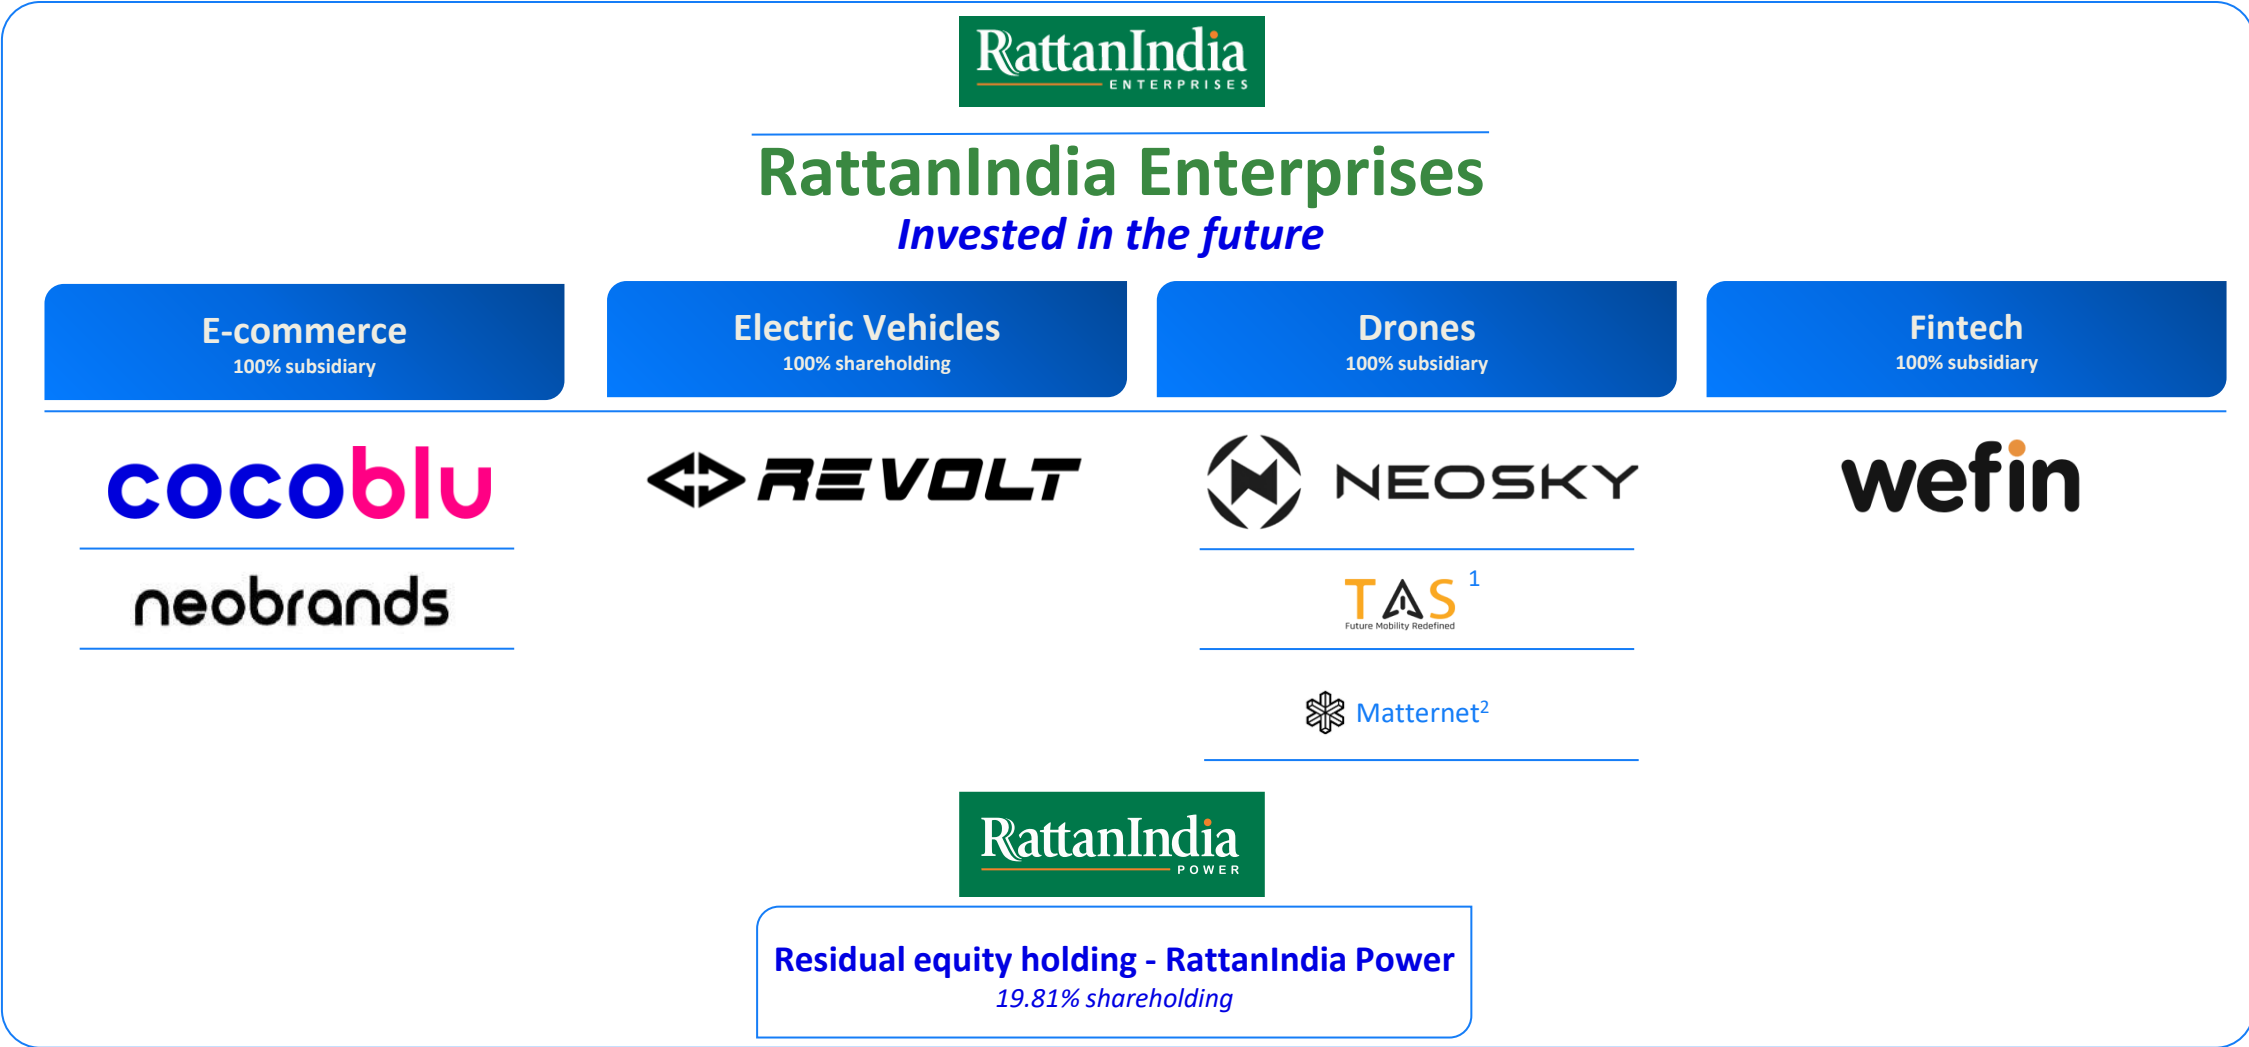 RattanIndia
ENTERPRISES
RattanIndia Enterprises
Invested in the future
E-commerce
100% subsidiary
Electric Vehicles
100% shareholding
Drones
100% subsidiary
Fintech
100% subsidiary
cocoblu
neobrands
REVOLT
NEOSKY
TAS 1
Future Mobility Redefined
Matternet2
wefin
RattanIndia
POWER
Residual equity holding - RattanIndia Power
19.81% shareholding